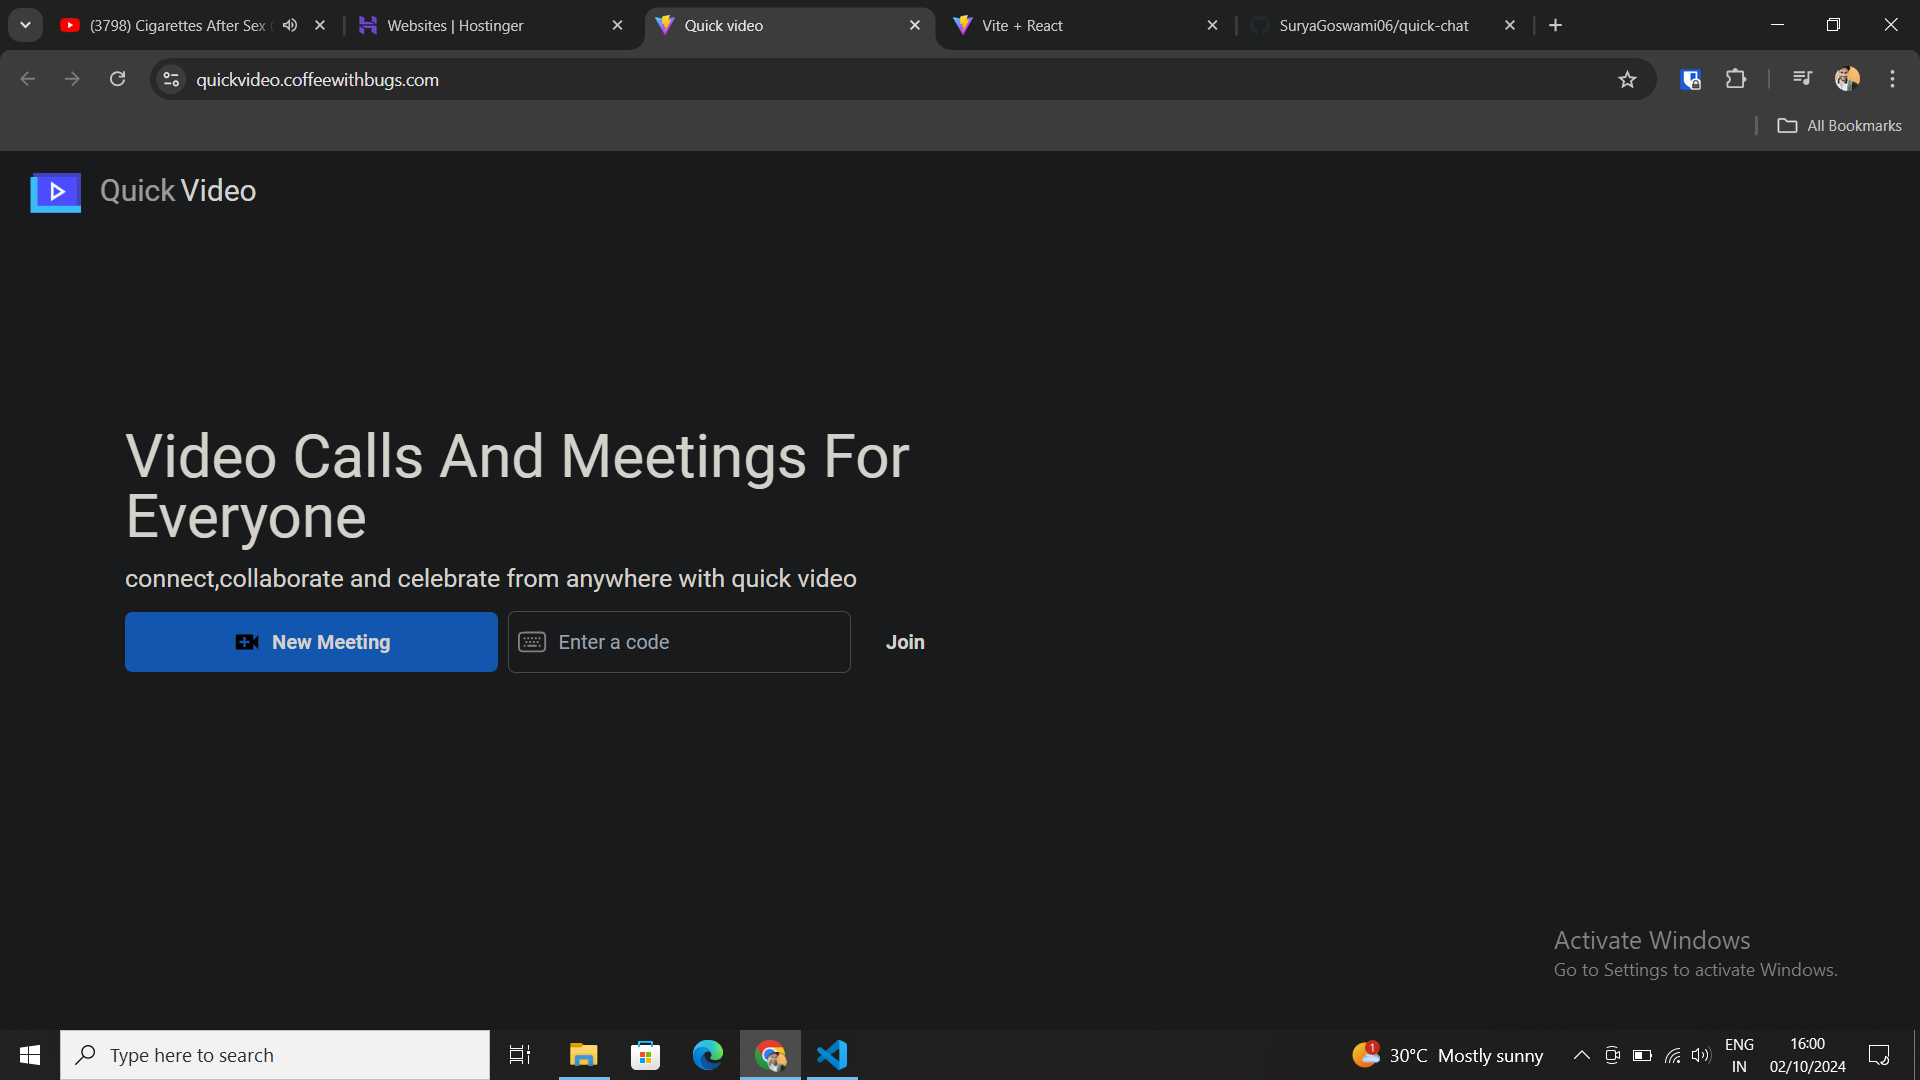 (3798) Cigarettes After Sex (
Websites | Hostinger
Quick video
Vite + React
SuryaGoswami06/quick-chat
quickvideo.coffeewithbugs.com
All Bookmarks
Quick Video
Video Calls And Meetings For
Everyone
connect,collaborate and celebrate from anywhere with quick video
New Meeting
Enter a code
Join
Activate Windows
Go to Settings to activate Windows.
Type here to search
1
30°C Mostly sunny
ENG
IN
16:00
02/10/2024